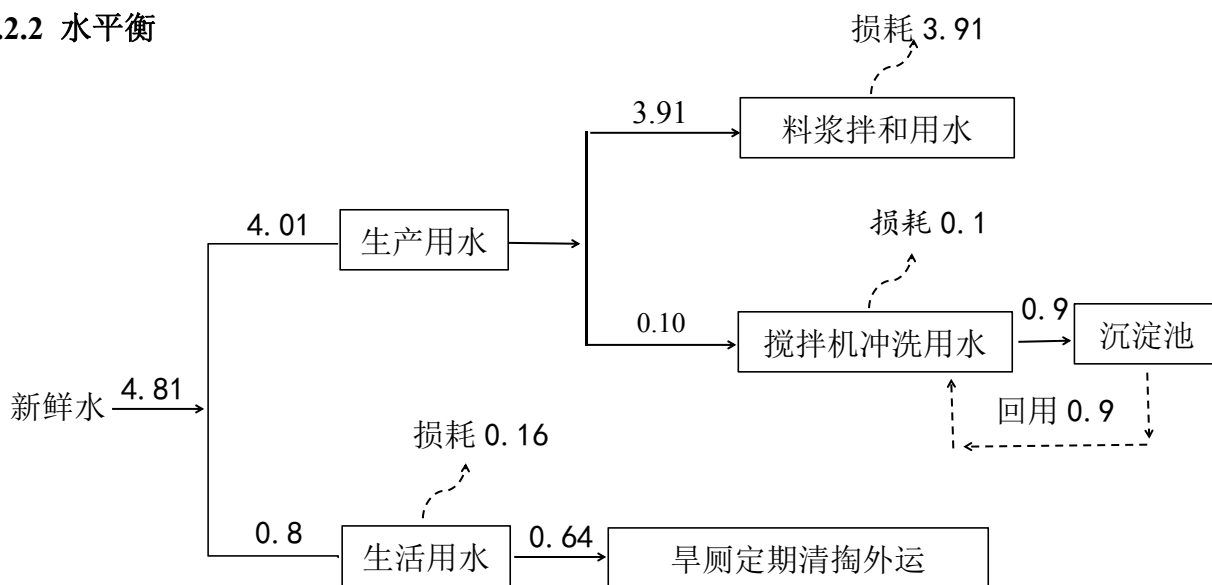 .2.2 水平衡
损耗 3.91
3.91
料浆拌和用水
4.01
生产用水
损耗 0.1
0.10
搅拌机冲洗用水
0.9
沉淀池
新鲜水
4.81
回用 0.9
损耗 0.16
0.8
生活用水
0.64
旱厕定期清掏外运